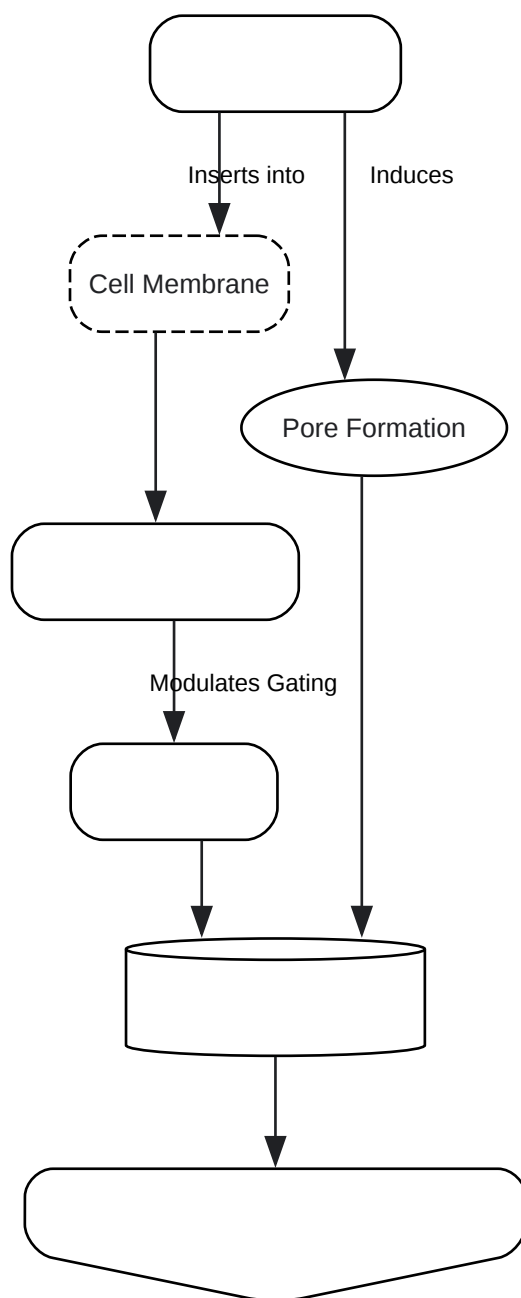 Inserts into
Induces
Cell Membrane
Pore Formation
Modulates Gating